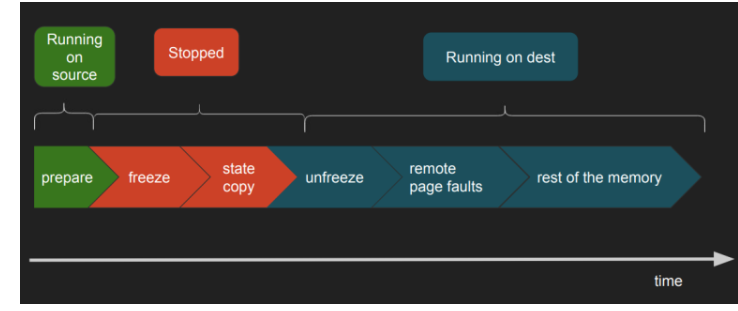 Running
on
source
Stopped
Running on dest
prepare
freeze
state
copy
unfreeze
remote
page faults
rest of the memory
time